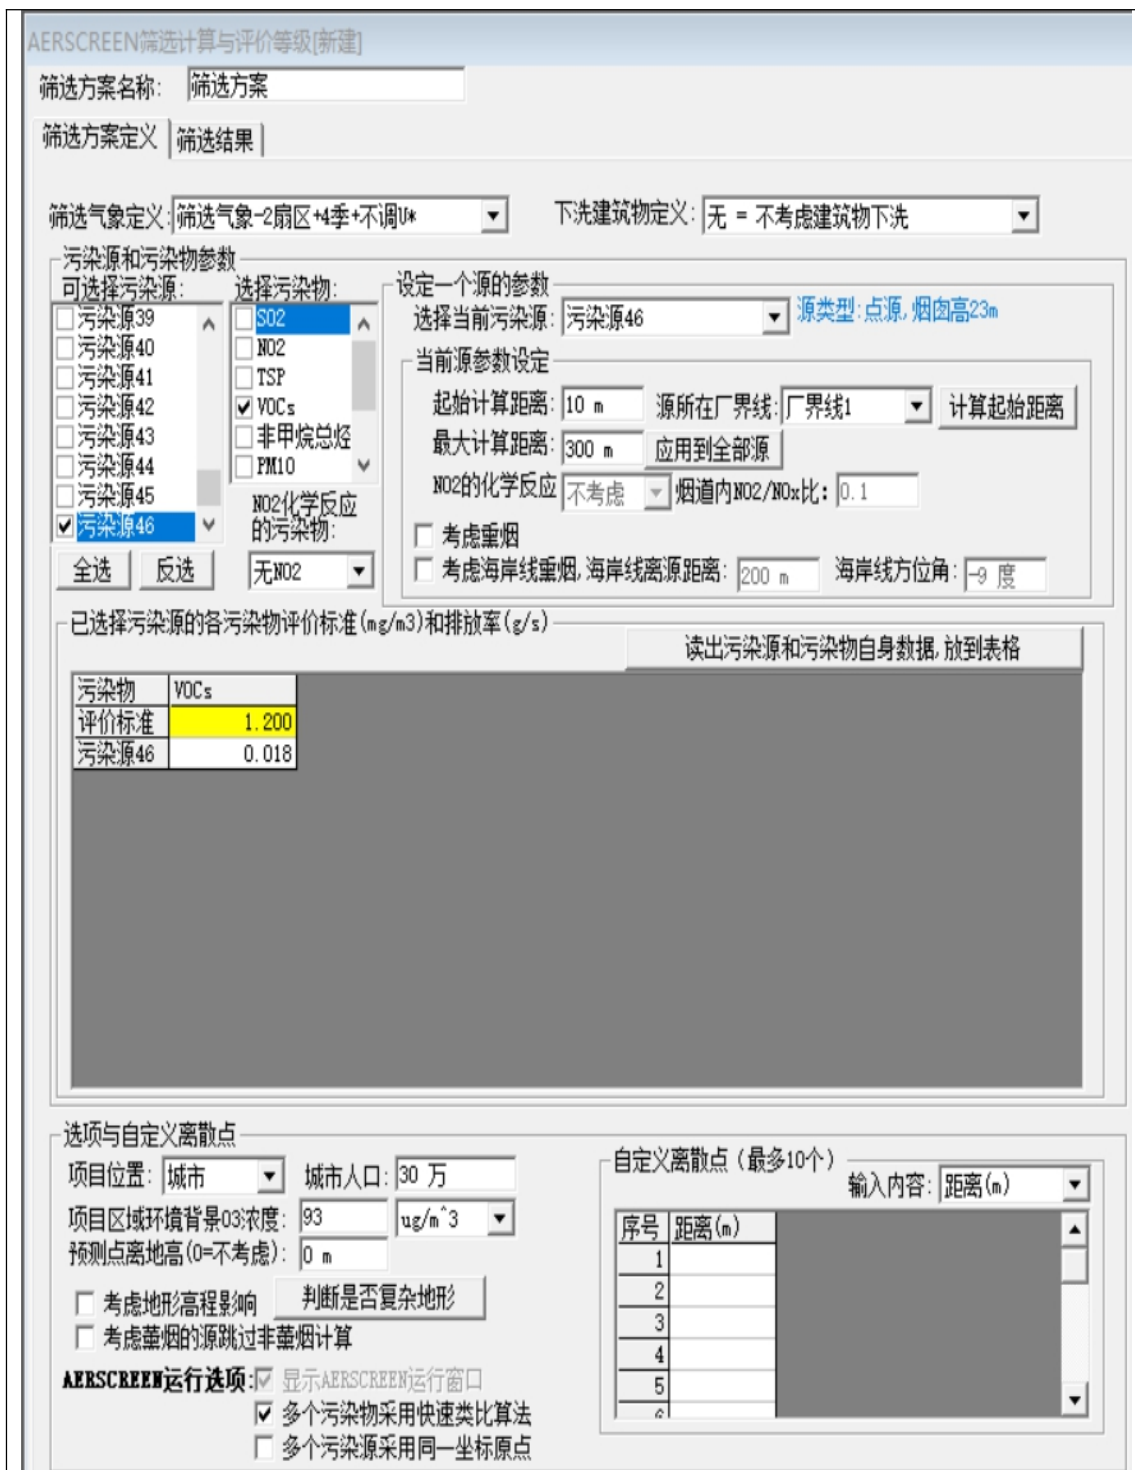 AERSCREEN筛选计算与评价等级[新建]
筛选方案名称: 筛选方案
筛选方案定义 筛选结果
筛选气象定义: 筛选气象-2扇区+4季+不调U* 下洗建筑物定义: 无 = 不考虑建筑物下洗
污染源和污染物参数
可选择污染源: 选择污染物:
污染源39
污染源40
污染源41
污染源42
污染源43
污染源44
污染源45
污染源46
全选 反选
SO2
NO2
TSP
VOCs
非甲烷总烃
PM10
NO2化学反应
的污染物:
无NO2
设定一个源的参数
选择当前污染源: 污染源46 源类型:点源,烟囱高23m
当前源参数设定
起始计算距离: 10 m 源所在厂界线: 厂界线1 计算起始距离
最大计算距离: 300 m 应用到全部源
NO2的化学反应 不考虑 烟道内NO2/NOx比: 0.1
考虑重烟
考虑海岸线重烟,海岸线离源距离: 200 m 海岸线方位角: -9 度
已选择污染源的各污染物评价标准(mg/m3)和排放率(g/s)
读出污染源和污染物自身数据,放到表格
污染物 VOCs
评价标准 1.200
污染源46 0.018
选项与自定义离散点
项目位置: 城市 城市人口: 30 万
项目区域环境背景O3浓度: 93 ug/m^3
预测点离地高(0=不考虑): 0 m
考虑地形高程影响 判断是否复杂地形
考虑薰烟的源跳过非薰烟计算
AERSCREEN运行选项: 显示AERSCREEN运行窗口
多个污染物采用快速类比算法
多个污染源采用同一坐标原点
自定义离散点（最多10个）
输入内容: 距离(m)
序号 距离(m)
1
2
3
4
5
6